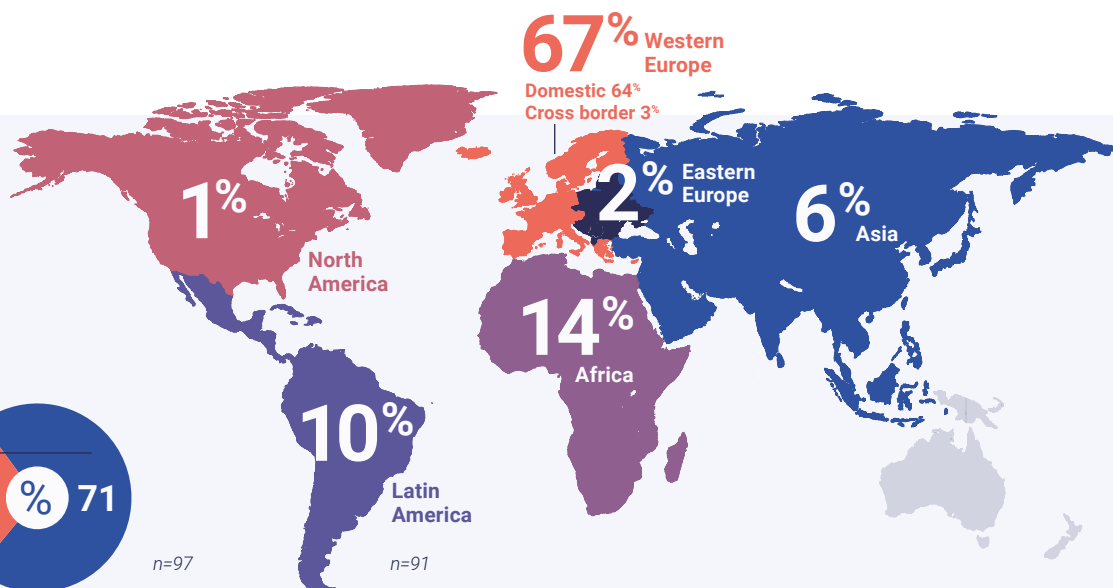 67% Western
Europe
Domestic 64%
Cross border 3%
2% Eastern
Europe
1%
North
America
6%
Asia
14%
Africa
10%
Latin
America
% 71
n=97
n=91